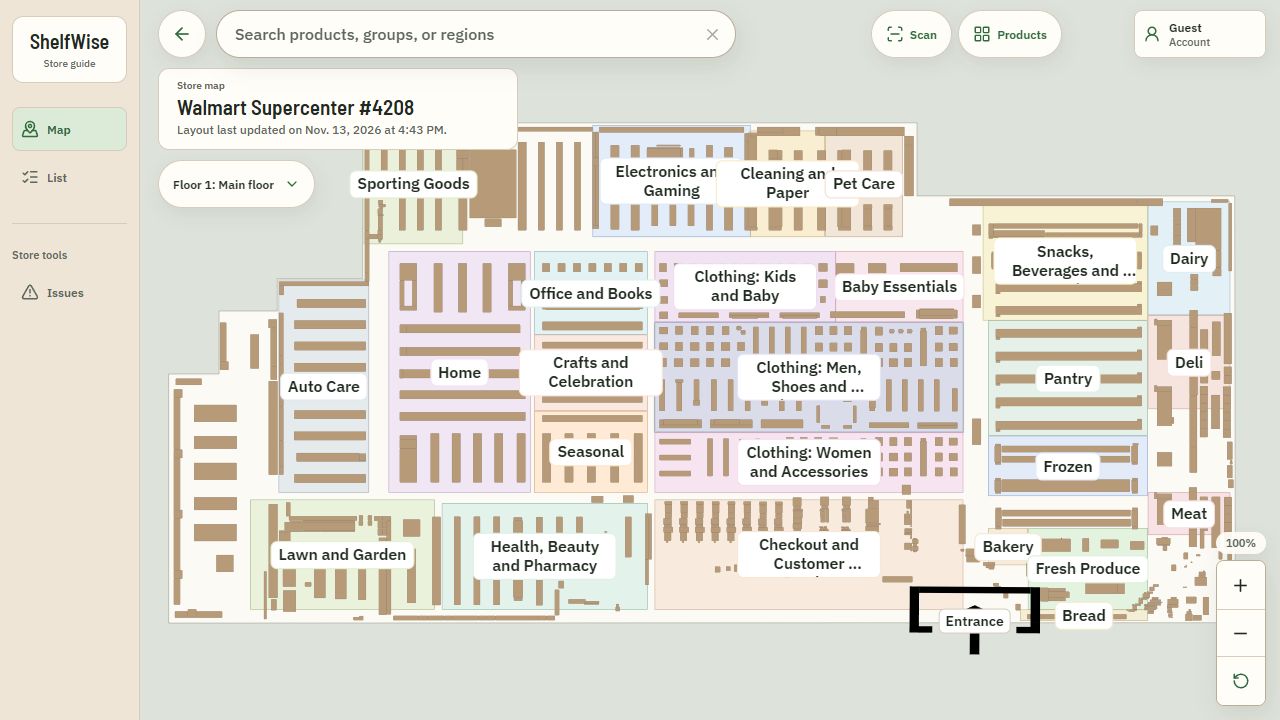 ShelfWise
Store guide
Map
List
Store tools
Issues
Search products, groups, or regions
Scan
Products
Guest
Account
Store map
Walmart Supercenter #4208
Layout last updated on Nov. 13, 2026 at 4:43 PM.
Floor 1: Main floor
Sporting Goods
Electronics an
Gaming
Cleaning an
Paper
Pet Care
Snacks,
Beverages and ...
Dairy
Office and Books
Clothing: Kids
and Baby
Baby Essentials
Auto Care
Home
Crafts and
Celebration
Clothing: Men,
Shoes and ...
Pantry
Deli
Seasonal
Clothing: Women
and Accessories
Frozen
Meat
Lawn and Garden
Health, Beauty
and Pharmacy
Checkout and
Customer ...
Bakery
Fresh Produce
Bread
Entrance
100%